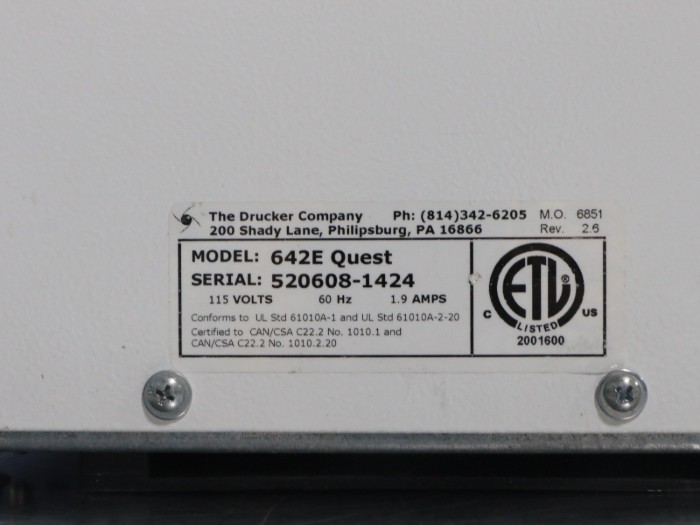 The Drucker Company Ph: (814)342-6205 M.O. 6851
200 Shady Lane, Philipsburg, PA 16866 Rev. 2.6
MODEL: 642E Quest
SERIAL: 520608-1424
115 VOLTS 60 Hz 1.9 AMPS
Conforms to UL Std 61010A-1 and UL Std 61010A-2-20
Certified to CAN/CSA C22.2 No. 1010.1 and
CAN/CSA C22.2 No. 1010.2.20
ETL
C US
LISTED
2001600